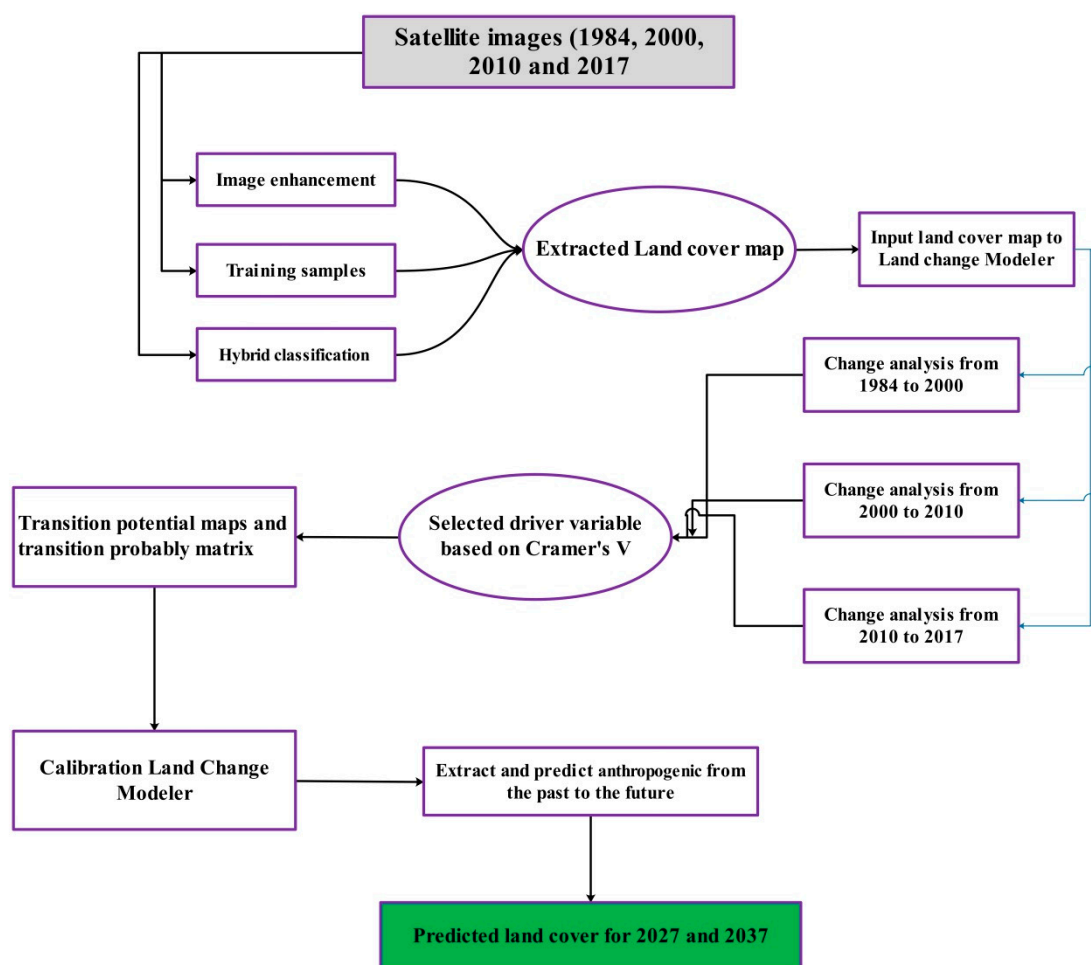 Satellite images (1984, 2000,
2010 and 2017
Image enhancement
Training samples
Hybrid classification
Extracted Land cover map
Input land cover map to
Land change Modeler
Change analysis from
1984 to 2000
Change analysis from
2000 to 2010
Change analysis from
2010 to 2017
Selected driver variable
based on Cramer's V
Transition potential maps and
transition probably matrix
Calibration Land Change
Modeler
Extract and predict anthropogenic from
the past to the future
Predicted land cover for 2027 and 2037